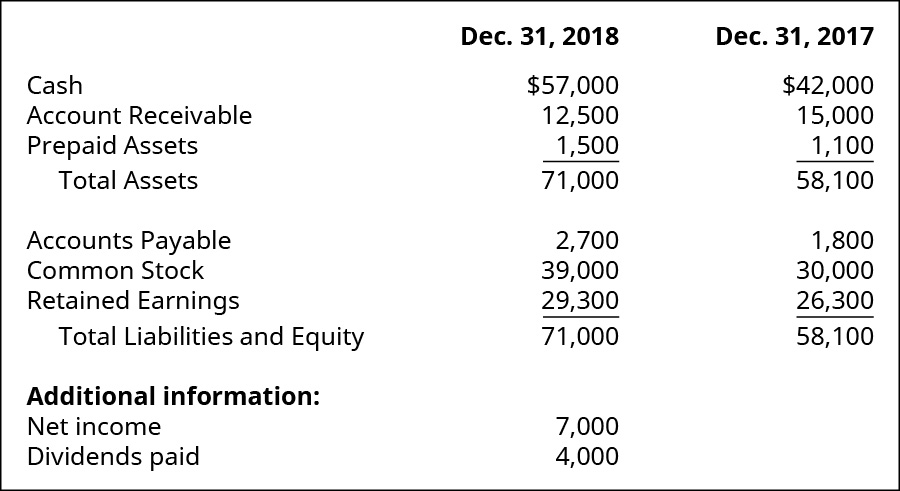 Dec. 31, 2018 Dec. 31, 2017
Cash $57,000 $42,000
Account Receivable 12,500 15,000
Prepaid Assets 1,500 1,100
Total Assets 71,000 58,100
Accounts Payable 2,700 1,800
Common Stock 39,000 30,000
Retained Earnings 29,300 26,300
Total Liabilities and Equity 71,000 58,100
Additional information:
Net income 7,000
Dividends paid 4,000